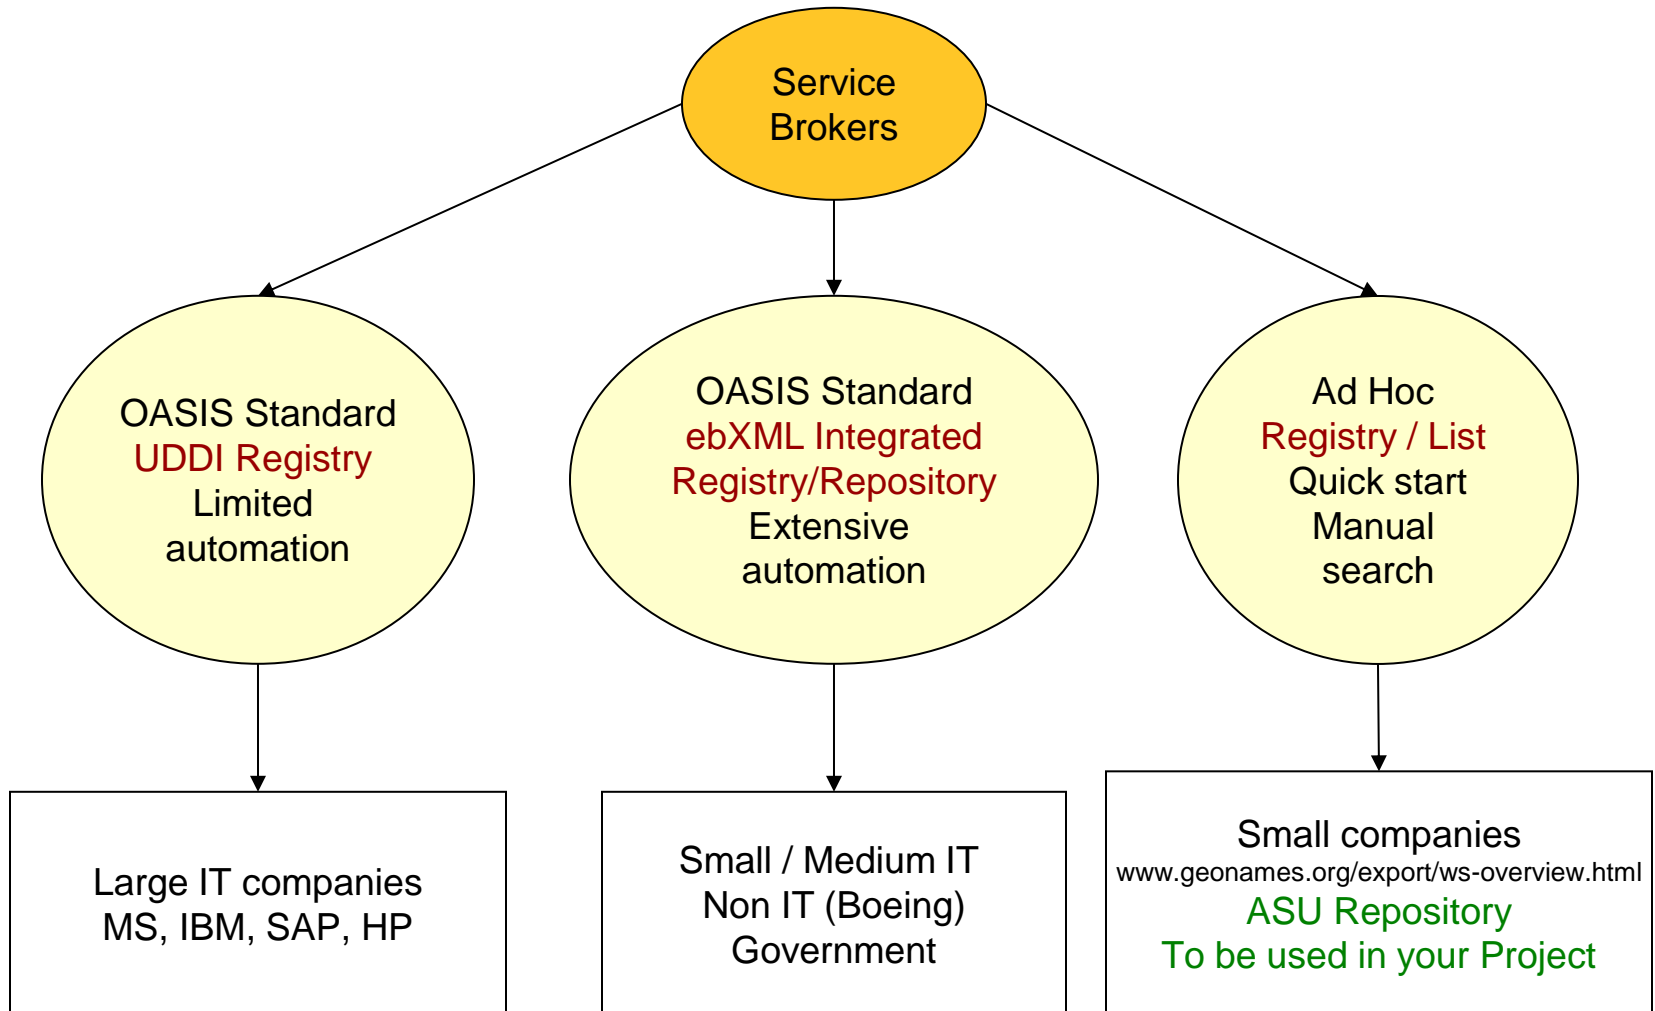 Service
Brokers
OASIS Standard
UDDI Registry
Limited
automation
OASIS Standard
ebXML Integrated
Registry/Repository
Extensive
automation
Ad Hoc
Registry / List
Quick start
Manual
search
Large IT companies
MS, IBM, SAP, HP
Small / Medium IT
Non IT (Boeing)
Government
Small companies
www.geonames.org/export/ws-overview.html
ASU Repository
To be used in your Project